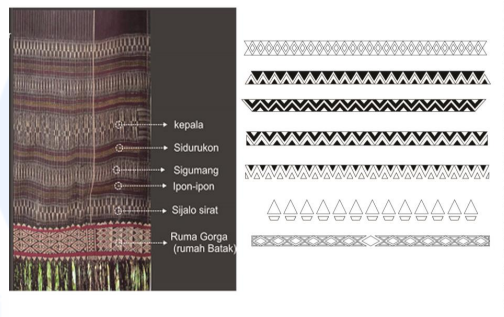 kepala
Sidurukon
Sigumang
Ipon-ipon
Sijalo sirat
Ruma Gorga
(rumah Batak)